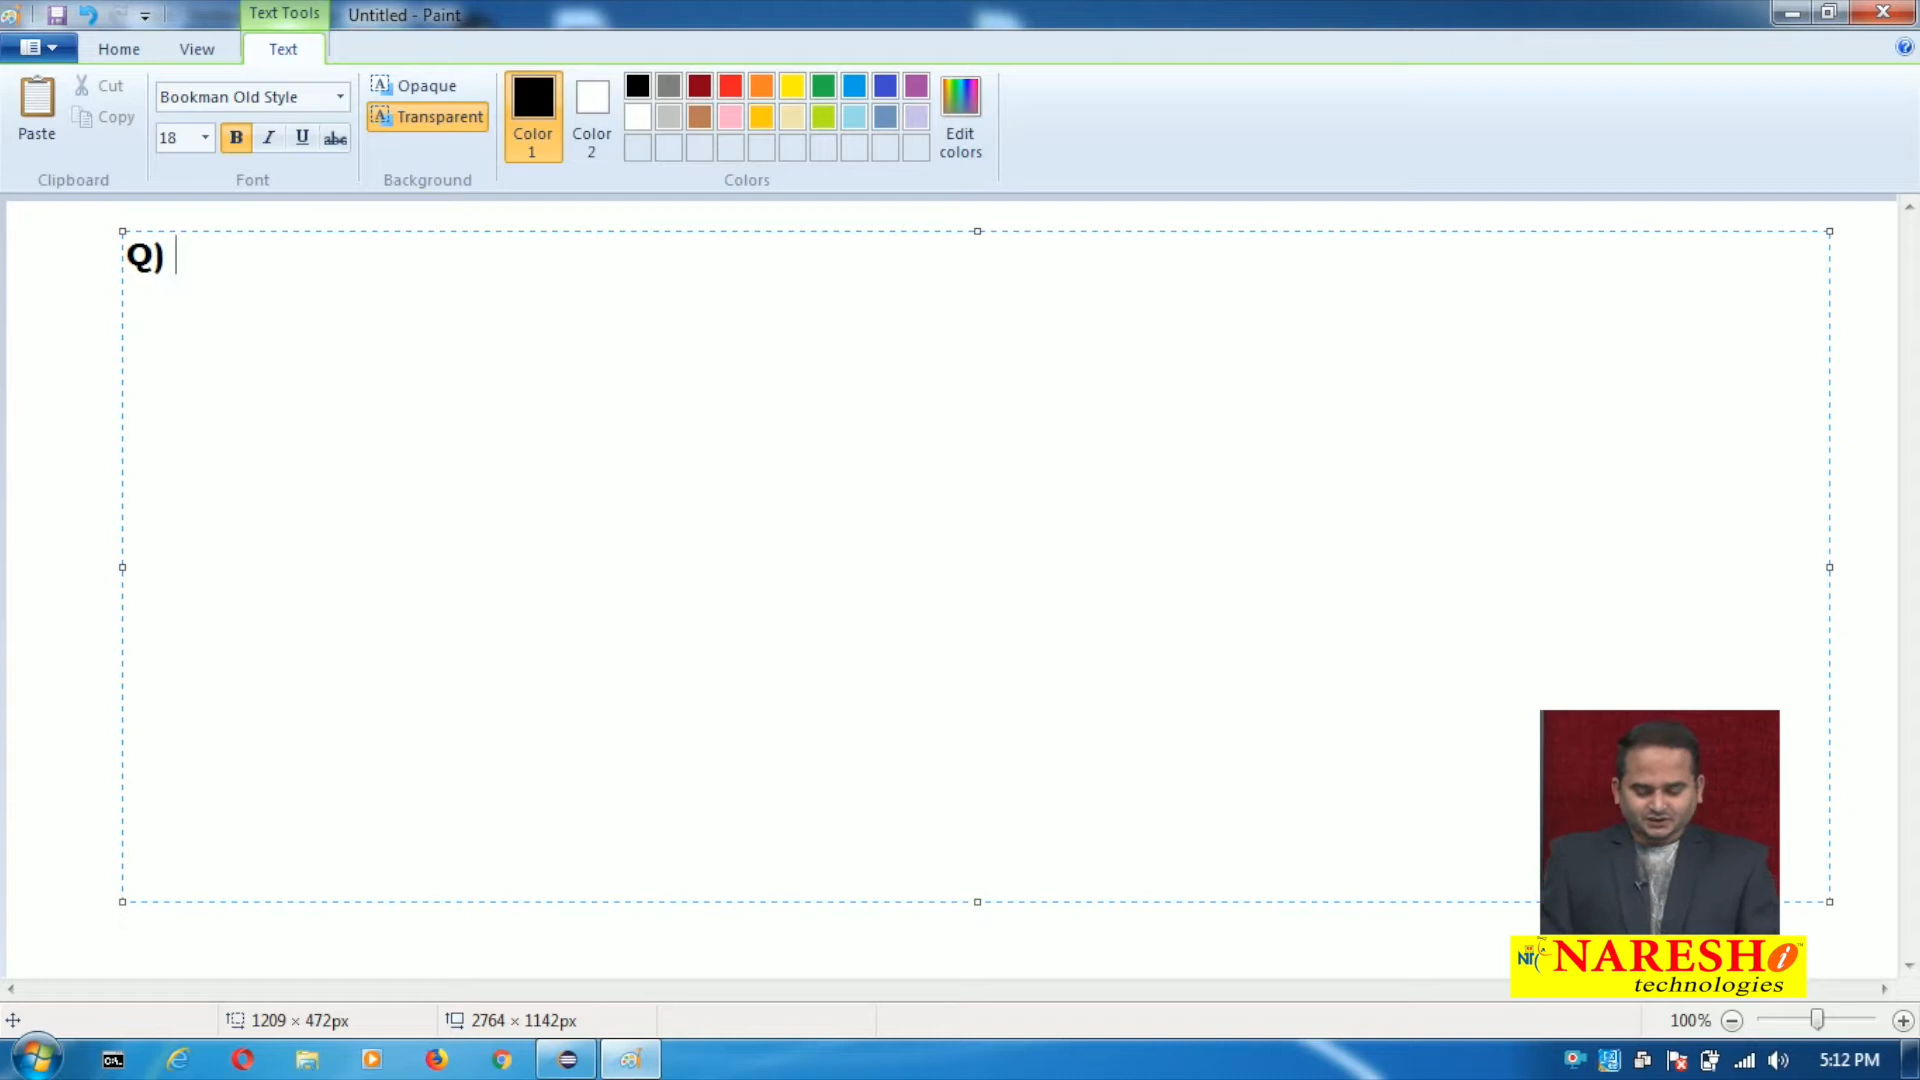 Text Tools
Untitled - Paint
Home
View
Text
Paste
Cut
Copy
Clipboard
Bookman Old Style
18
B I U abc
Font
Opaque
Transparent
Background
Color 1
Color 2
Edit colors
Colors
Q)
NARESH i
technologies
1209 × 472px
2764 × 1142px
100%
5:12 PM